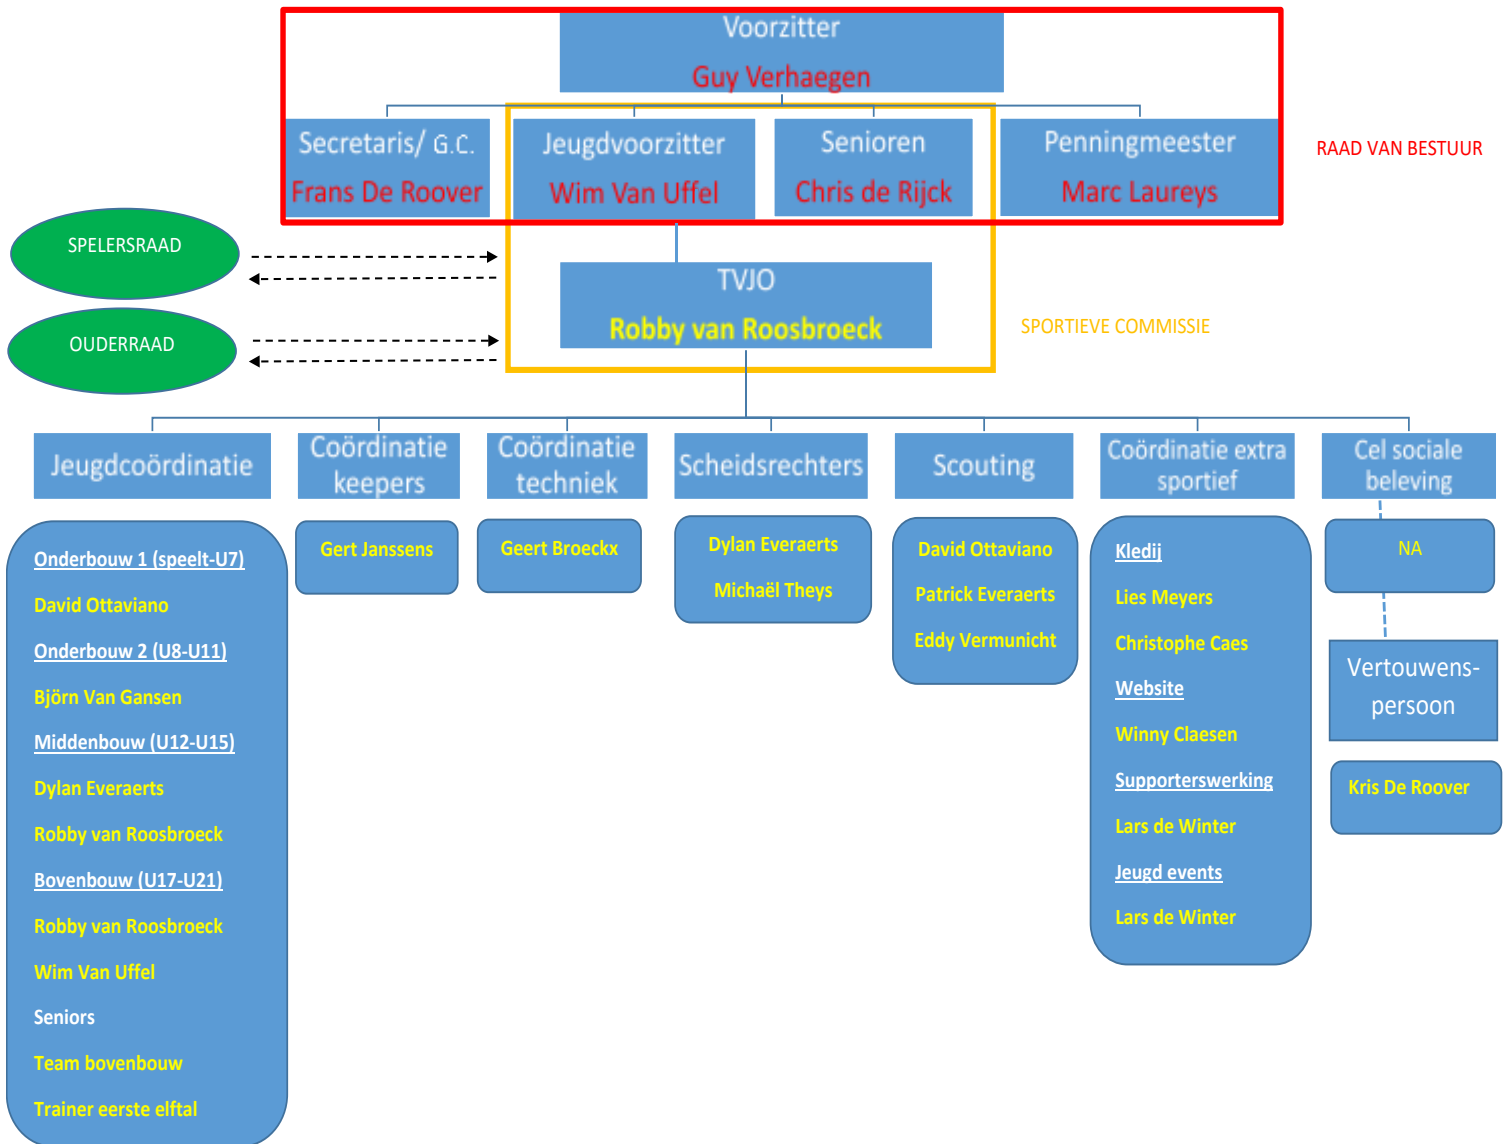 Voorzitter
Guy Verhaegen
Secretaris/ G.C.
Frans De Roover
Jeugdvoorzitter
Wim Van Uffel
Senioren
Chris de Rijck
Penningmeester
Marc Laureys
RAAD VAN BESTUUR
SPELERSRAAD
OUDERRAAD
TVJO
Robby van Roosbroeck
SPORTIEVE COMMISSIE
Jeugdcoördinatie
Onderbouw 1 (speelt-U7)
David Ottaviano
Onderbouw 2 (U8-U11)
Björn Van Gansen
Middenbouw (U12-U15)
Dylan Everaerts
Robby van Roosbroeck
Bovenbouw (U17-U21)
Robby van Roosbroeck
Wim Van Uffel
Seniors
Team bovenbouw
Trainer eerste elftal
Coördinatie
keepers
Gert Janssens
Coördinatie
techniek
Geert Broeckx
Scheidsrechters
Dylan Everaerts
Michaël Theys
Scouting
David Ottaviano
Patrick Everaerts
Eddy Vermunicht
Coördinatie extra
sportief
Kledij
Lies Meyers
Christophe Caes
Website
Winny Claesen
Supporterswerking
Lars de Winter
Jeugd events
Lars de Winter
Cel sociale
beleving
NA
Vertouwens-
persoon
Kris De Roover